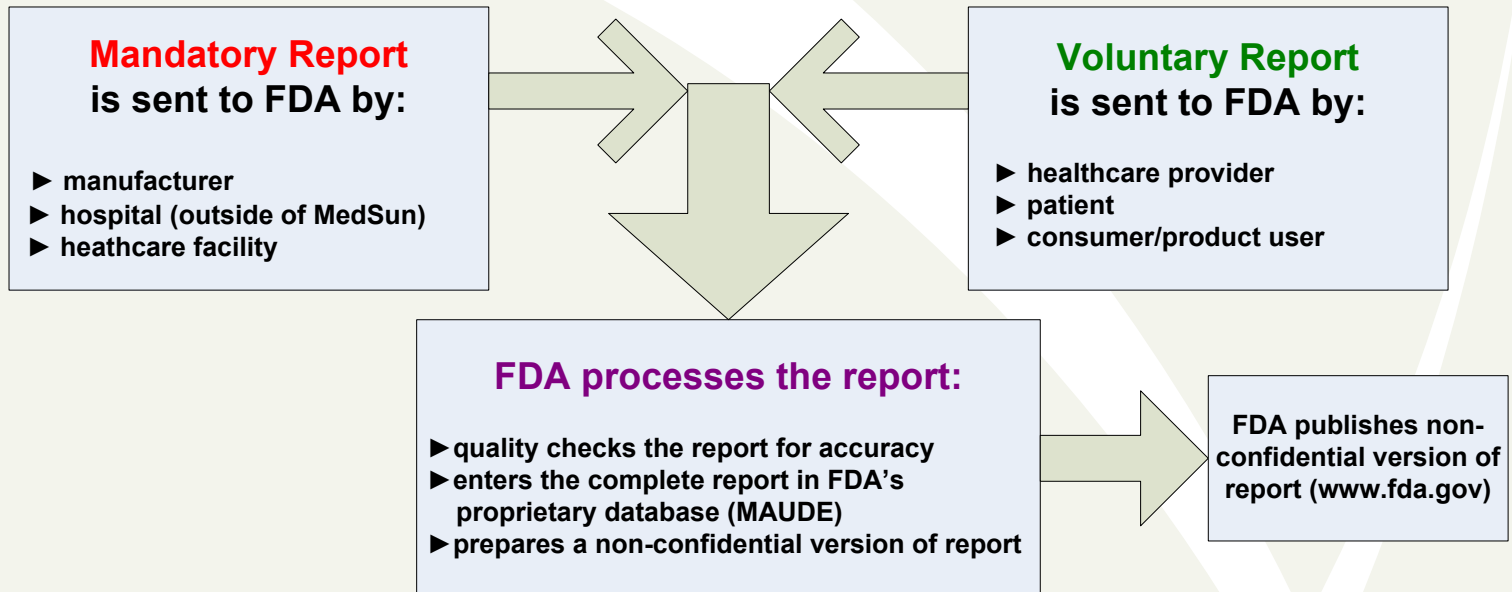 Mandatory Report
is sent to FDA by:
► manufacturer
► hospital (outside of MedSun)
► heathcare facility
Voluntary Report
is sent to FDA by:
► healthcare provider
► patient
► consumer/product user
FDA processes the report:
►quality checks the report for accuracy
►enters the complete report in FDA's
proprietary database (MAUDE)
►prepares a non-confidential version of report
FDA publishes non-
confidential version of
report (www.fda.gov)